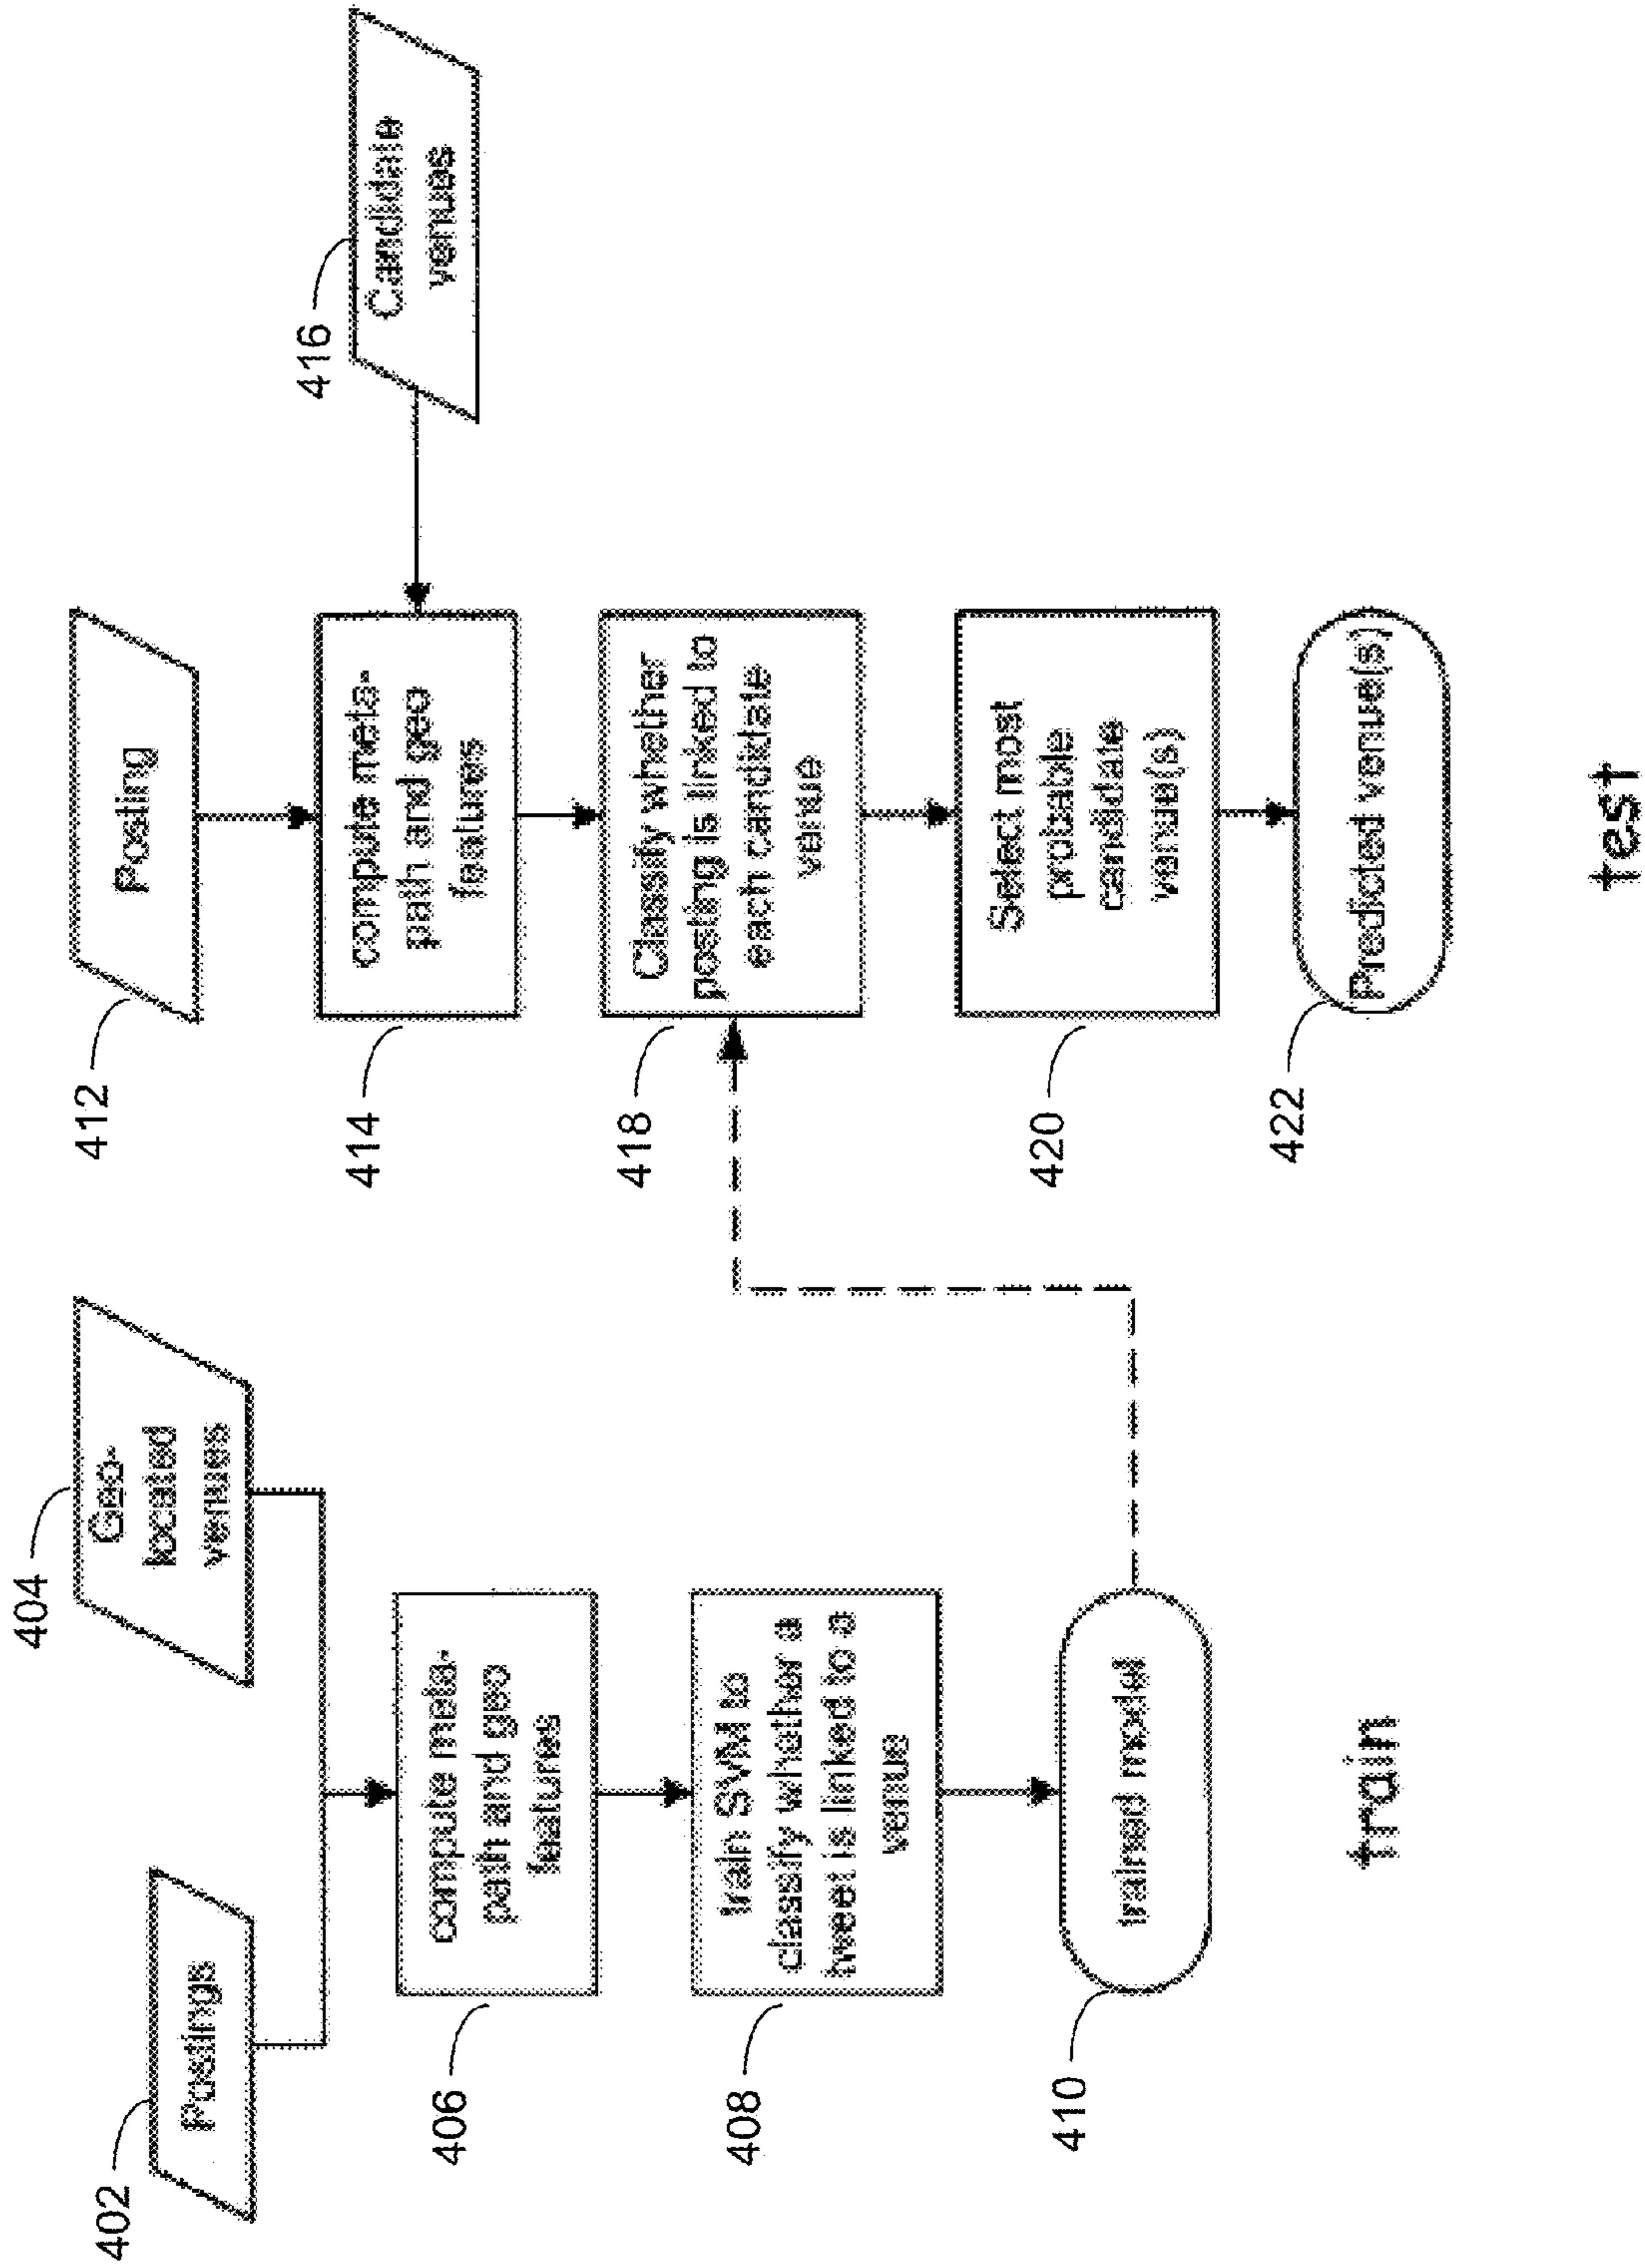 402
Postings
404
Geo-
located
venues
406
compute meta-
path and geo
features
408
train SVM to
classify whether a
tweet is linked to a
venue
410
trained model
train
412
Posting
414
compute meta-
path and geo
features
416
Candidate
venues
418
Classify whether
posting is linked to
each candidate
venue
420
Select most
probable
candidate
venue(s)
422
Predicted venue(s)
test